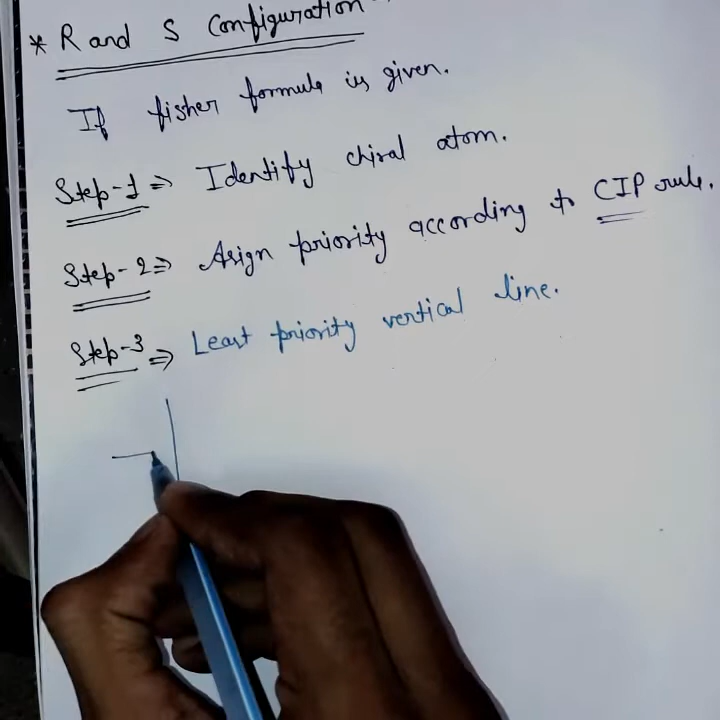 * R and S Configuration
If fisher formula is given.
Step-1 ⇒ Identify chiral atom.
Step-2 ⇒ Asign priority according to CIP rule.
Step-3 ⇒ Least priority vertical line.